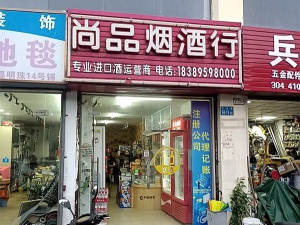 装饰
地毯
昆明珠14号铺
尚品烟酒行
专业进口酒运营商 电话:18389598000
注册公司
代理记账
兵
五金配件
304 410